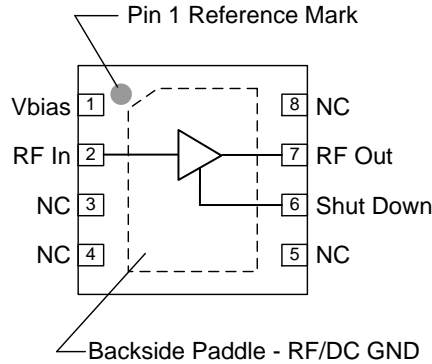 Pin 1 Reference Mark
Vbias 1
8 NC
RF In 2
7 RF Out
NC 3
6 Shut Down
NC 4
5 NC
Backside Paddle - RF/DC GND